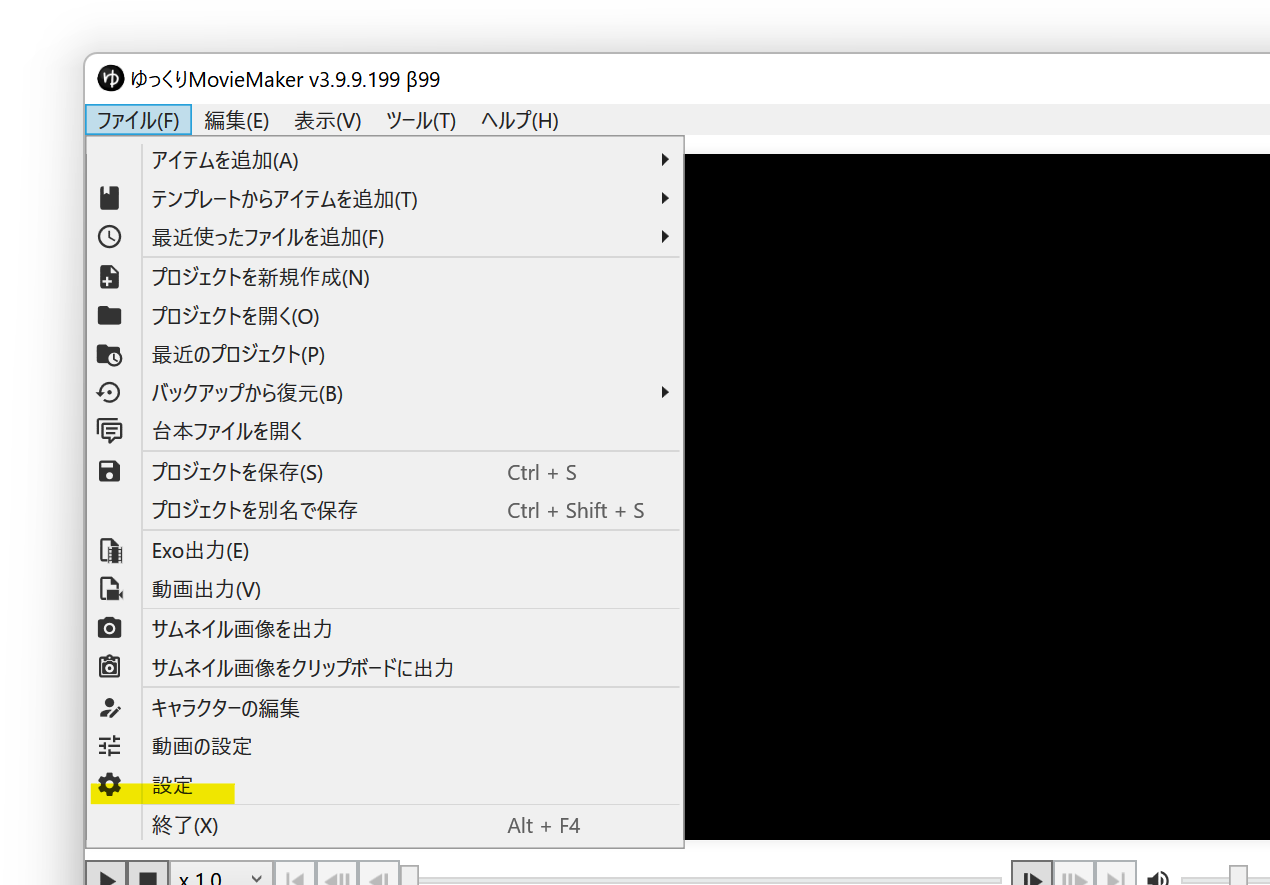 ゆ ゆっくりMovieMaker v3.9.9.199 β99
ファイル(F) 編集(E) 表示(V) ツール(T) ヘルプ(H)
アイテムを追加(A)
テンプレートからアイテムを追加(T)
最近使ったファイルを追加(F)
プロジェクトを新規作成(N)
プロジェクトを開く(O)
最近のプロジェクト(P)
バックアップから復元(B)
台本ファイルを開く
プロジェクトを保存(S) Ctrl + S
プロジェクトを別名で保存 Ctrl + Shift + S
Exo出力(E)
動画出力(V)
サムネイル画像を出力
サムネイル画像をクリップボードに出力
キャラクターの編集
動画の設定
設定
終了(X) Alt + F4
x 1.0